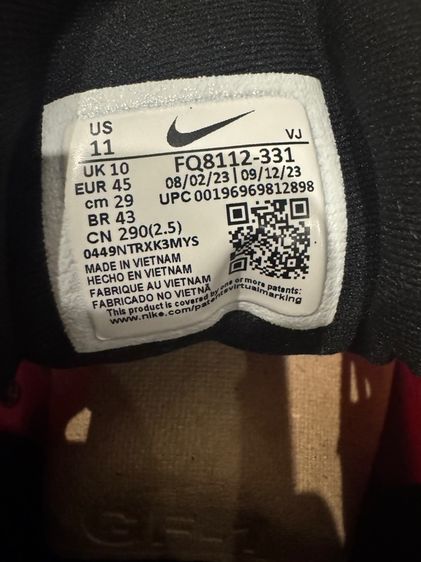 US
11
VJ
UK 10
FQ8112-331
EUR 45
08/02/23 | 09/12/23
cm 29
UPC 00196969812898
BR 43
CN 290(2.5)
0449NTRXK3MYS
MADE IN VIETNAM
HECHO EN VIETNAM
FABRIQUE AU VIETNAM
FABRICADO NO VIETNÃ
This product is covered by one or more patents:
www.nike.com/patentsvirtualmarking